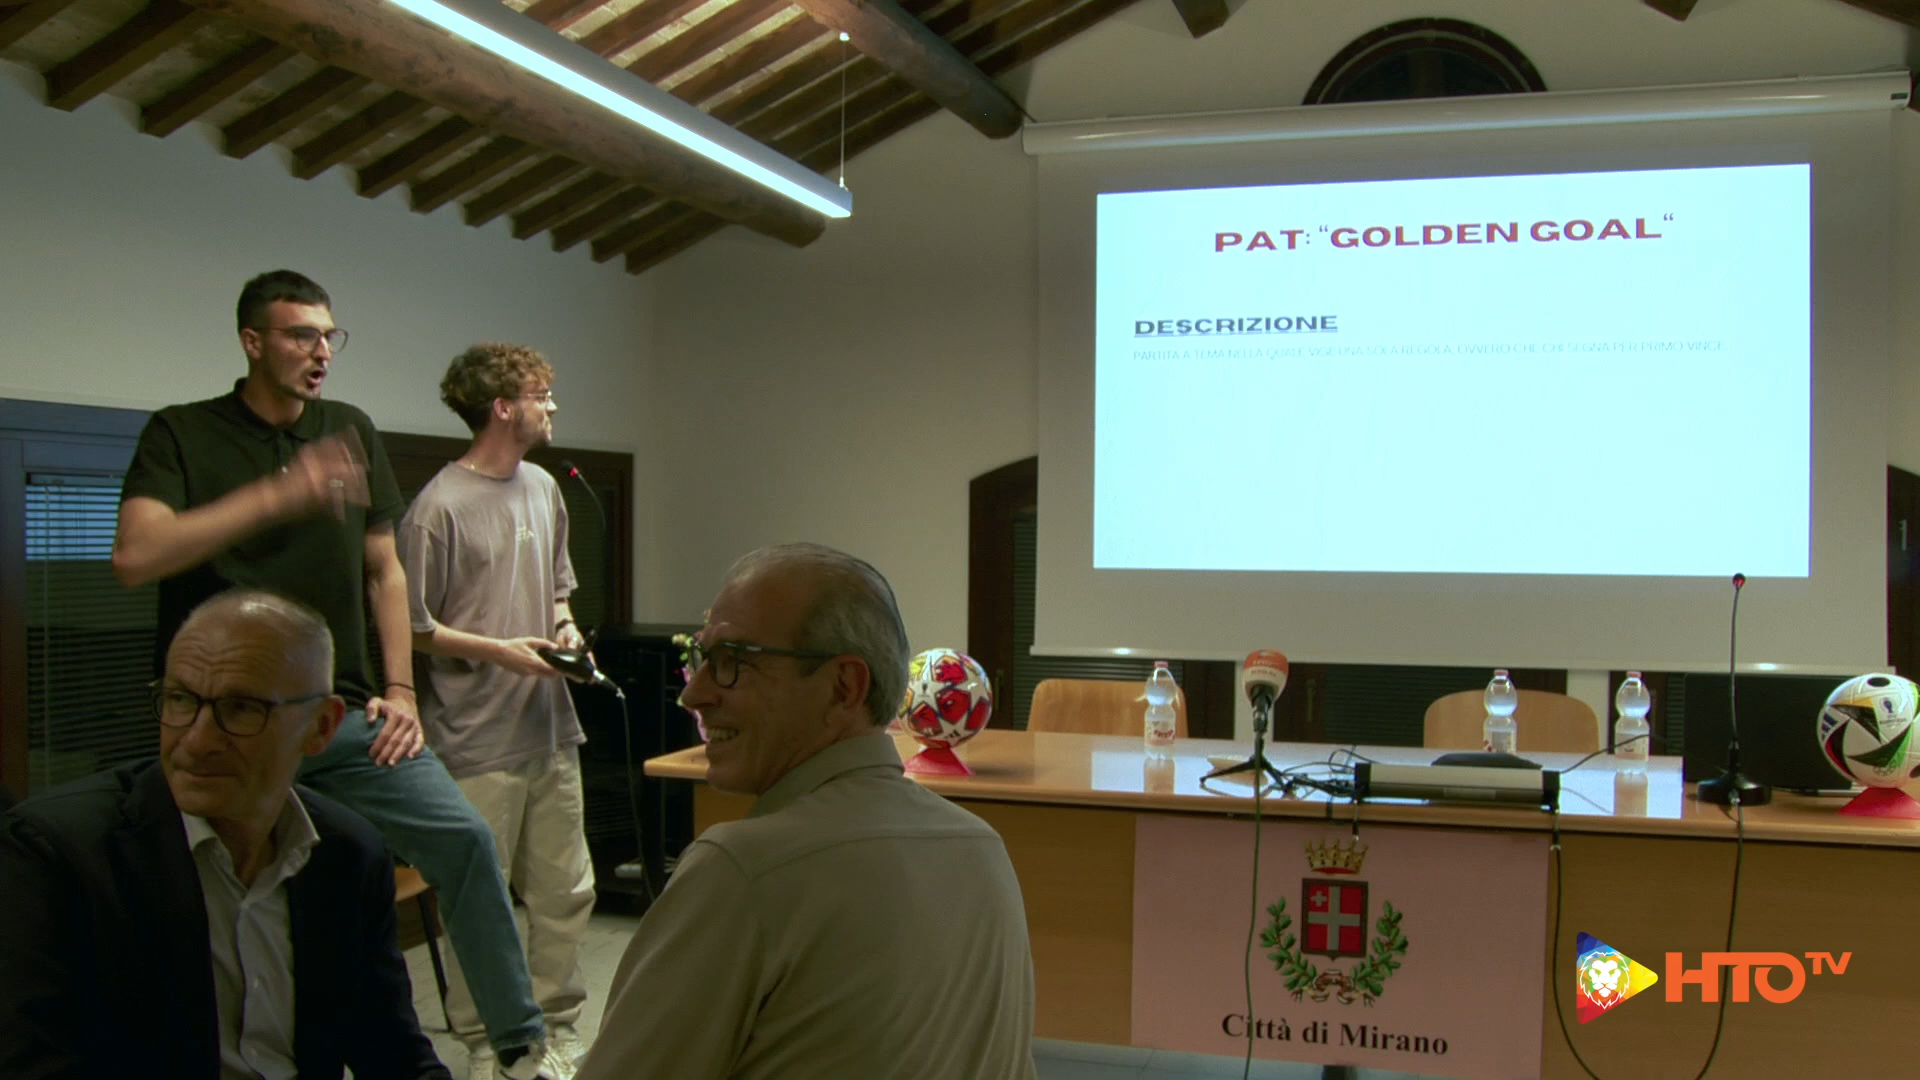 PAT: “GOLDEN GOAL“
DESCRIZIONE
PARTITA A TEMA NELLA QUALE VIGE UNA SOLA REGOLA, OVVERO CHE CHI SEGNA PER PRIMO VINCE
HTO
Città di Mirano
HTO TV